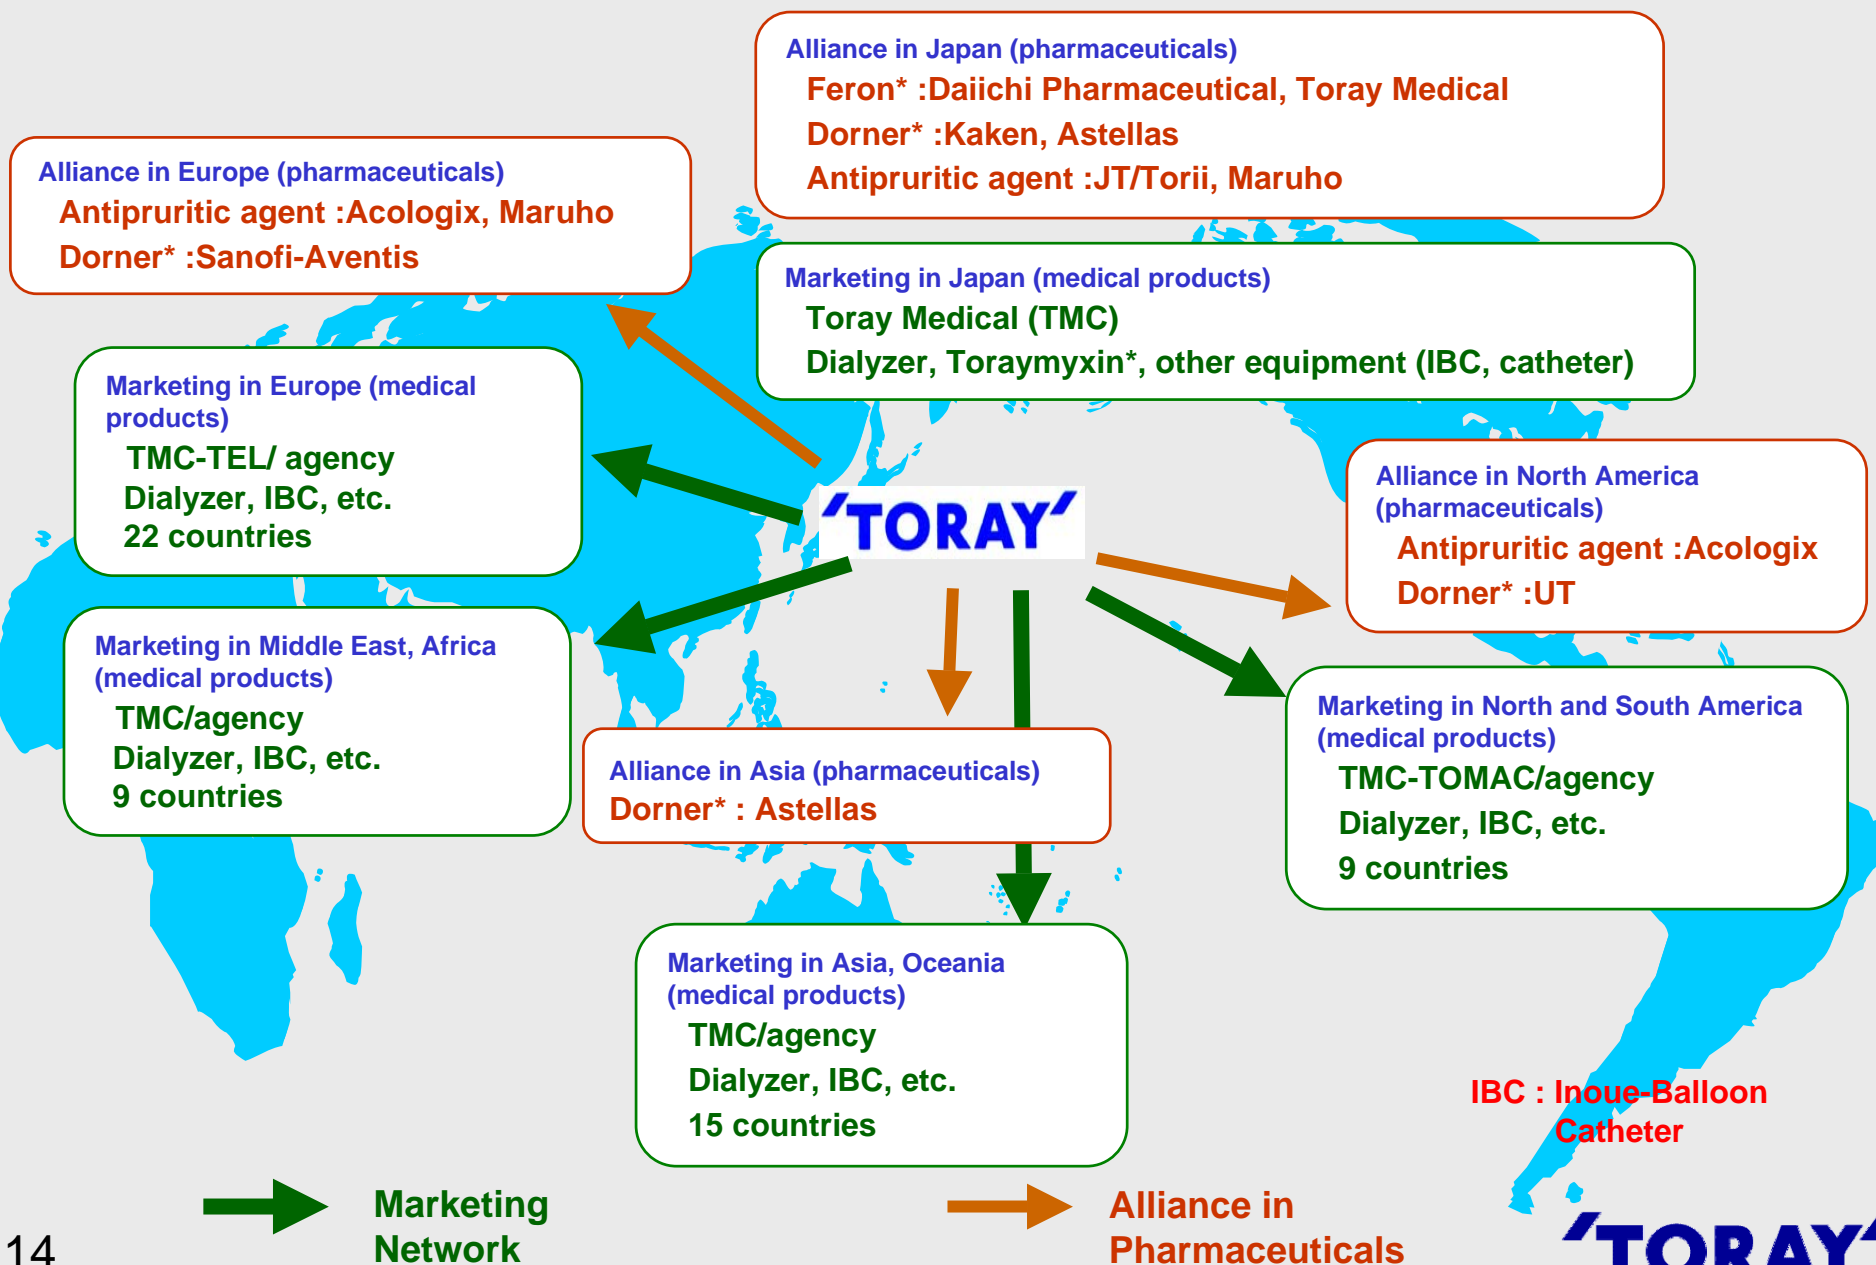 Alliance in Japan (pharmaceuticals)
Feron* :Daiichi Pharmaceutical, Toray Medical
Dorner* :Kaken, Astellas
Antipruritic agent :JT/Torii, Maruho
Alliance in Europe (pharmaceuticals)
Antipruritic agent :Acologix, Maruho
Dorner* :Sanofi-Aventis
Marketing in Japan (medical products)
Toray Medical (TMC)
Dialyzer, Toraymyxin*, other equipment (IBC, catheter)
Marketing in Europe (medical
products)
TMC-TEL/ agency
Dialyzer, IBC, etc.
22 countries
'TORAY'
Alliance in North America
(pharmaceuticals)
Antipruritic agent :Acologix
Dorner* :UT
Marketing in Middle East, Africa
(medical products)
TMC/agency
Dialyzer, IBC, etc.
9 countries
Alliance in Asia (pharmaceuticals)
Dorner* : Astellas
Marketing in North and South America
(medical products)
TMC-TOMAC/agency
Dialyzer, IBC, etc.
9 countries
Marketing in Asia, Oceania
(medical products)
TMC/agency
Dialyzer, IBC, etc.
15 countries
IBC : Inoue-Balloon
Catheter
Marketing
Network
Alliance in
Pharmaceuticals
14
'TORAY'